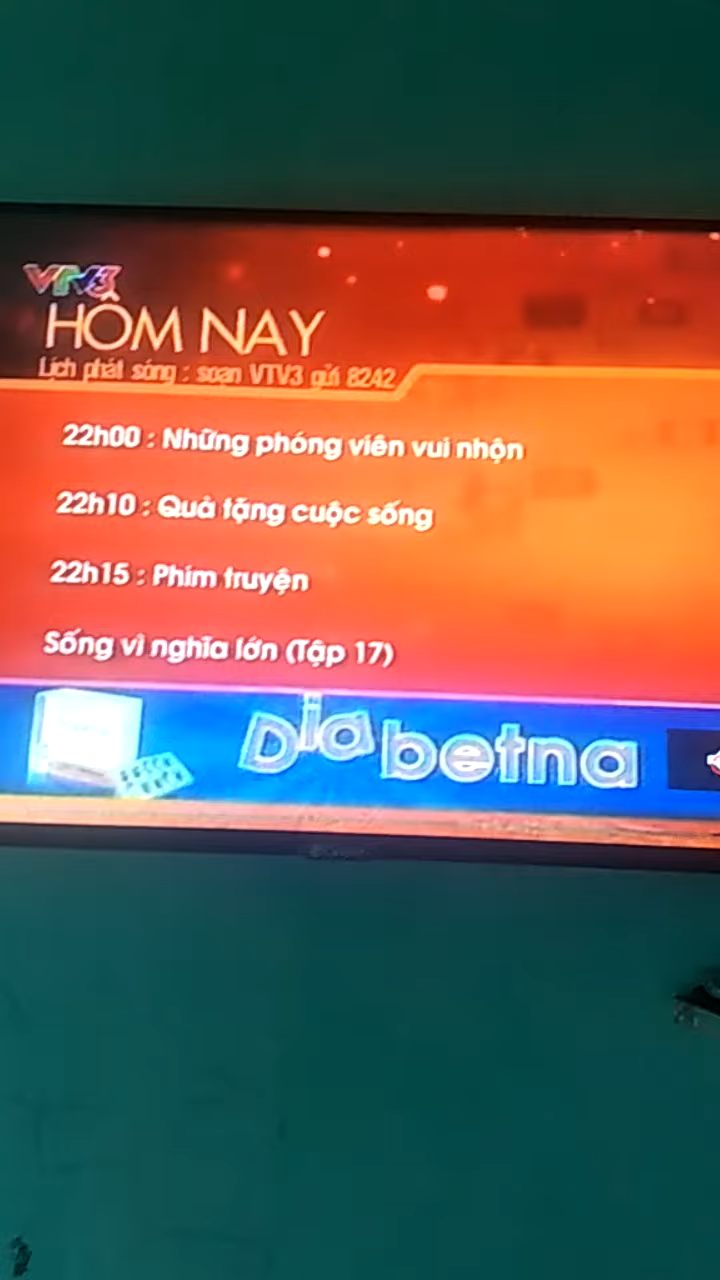 VTV3
HÔM NAY
Lịch phát sóng : soạn VTV3 gửi 8242
22h00 : Những phóng viên vui nhộn
22h10 : Quà tặng cuộc sống
22h15 : Phim truyện
Sống vì nghĩa lớn (Tập 17)
Diabetna